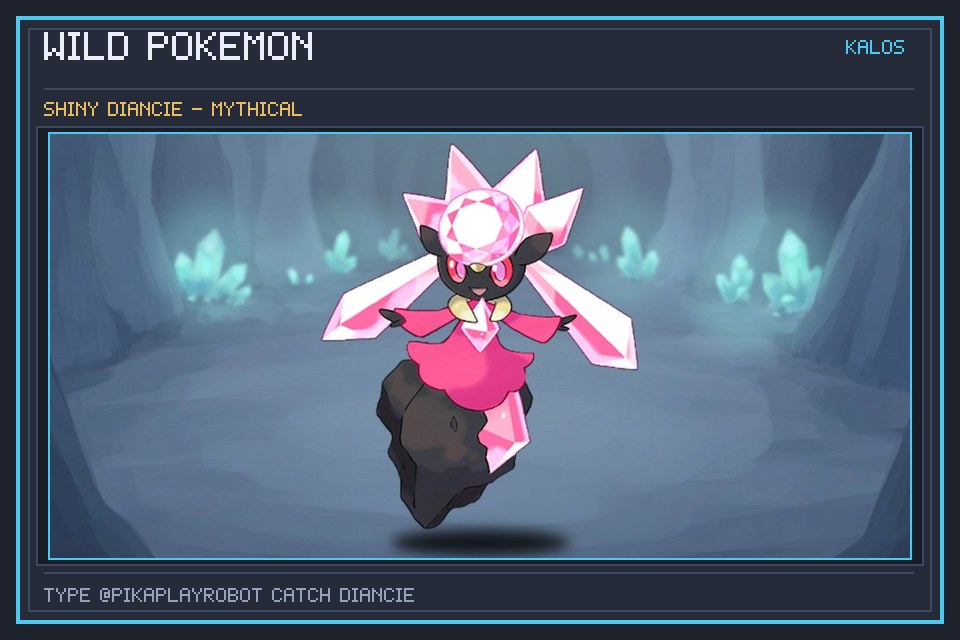 WILD POKEMON
KALOS
SHINY DIANCIE - MYTHICAL
TYPE @PIKAPLAYROBOT CATCH DIANCIE